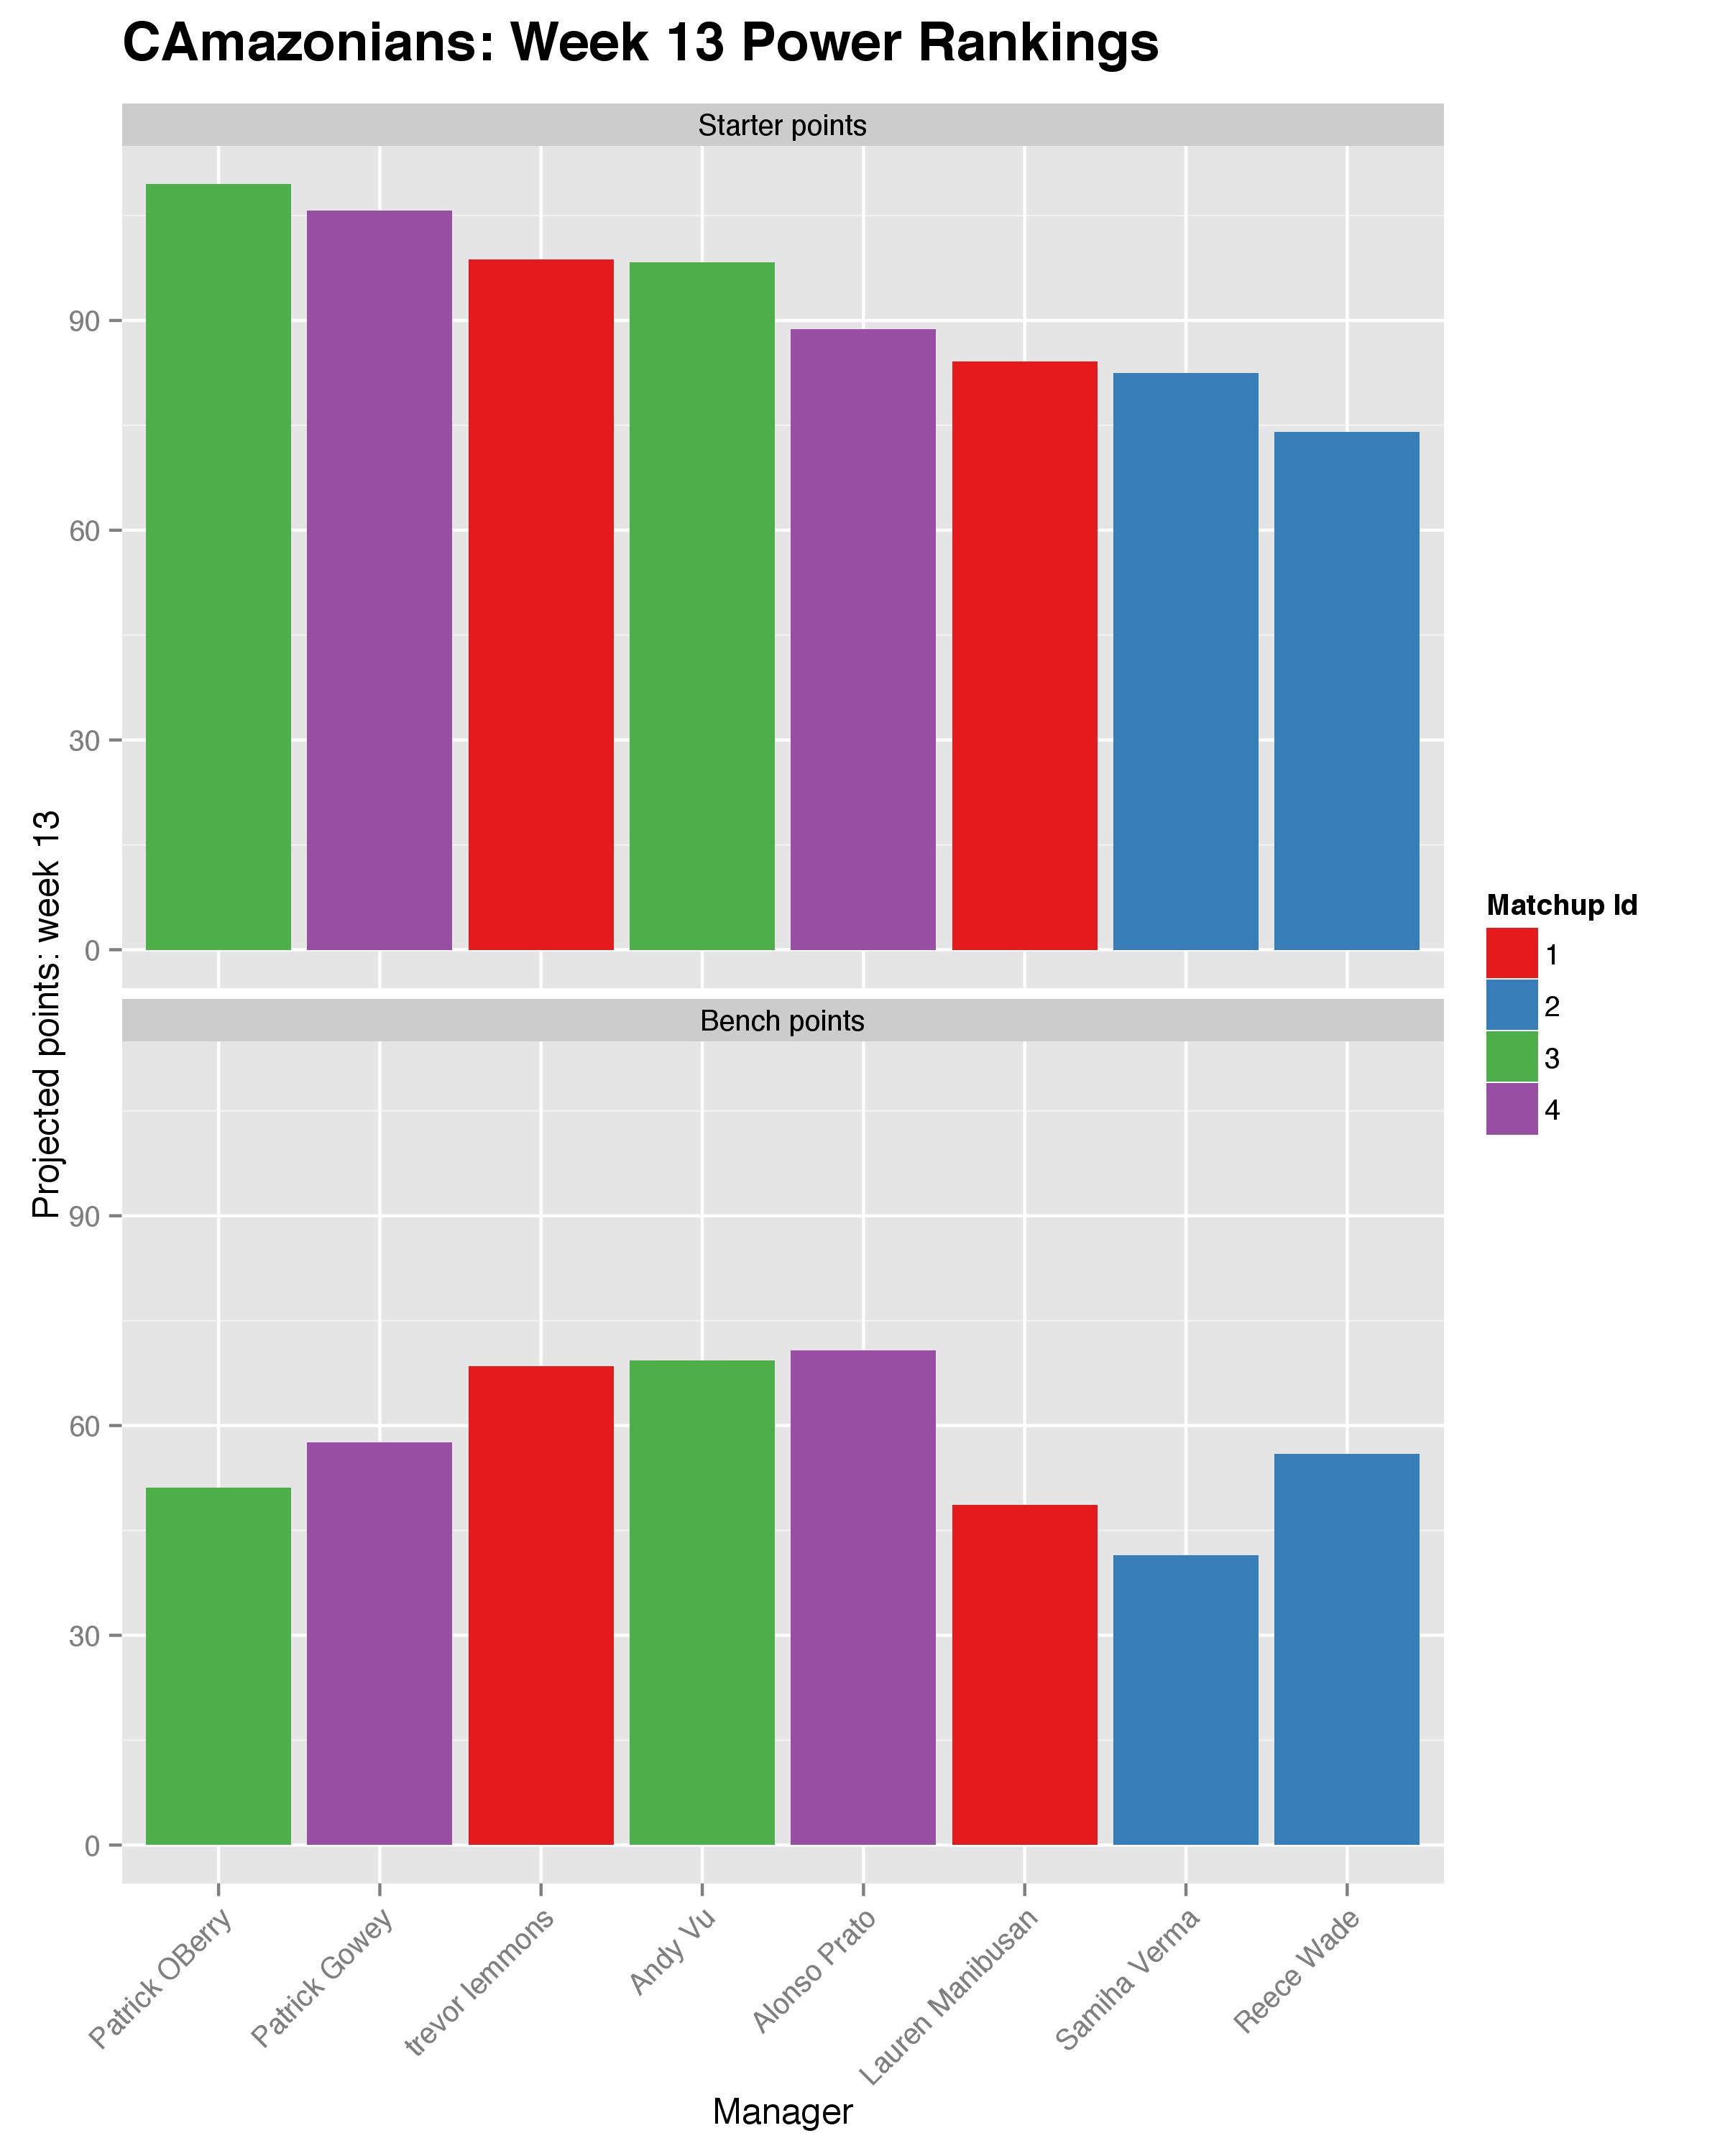 CAmazonians: Week 13 Power Rankings
Starter points
90
60
30
0
Projected points: week 13
Bench points
90
60
30
0
Patrick OBerry
Patrick Gowey
trevor lemmons
Andy Vu
Alonso Prato
Lauren Manibusan
Samiha Verma
Reece Wade
Manager
Matchup Id
1
2
3
4